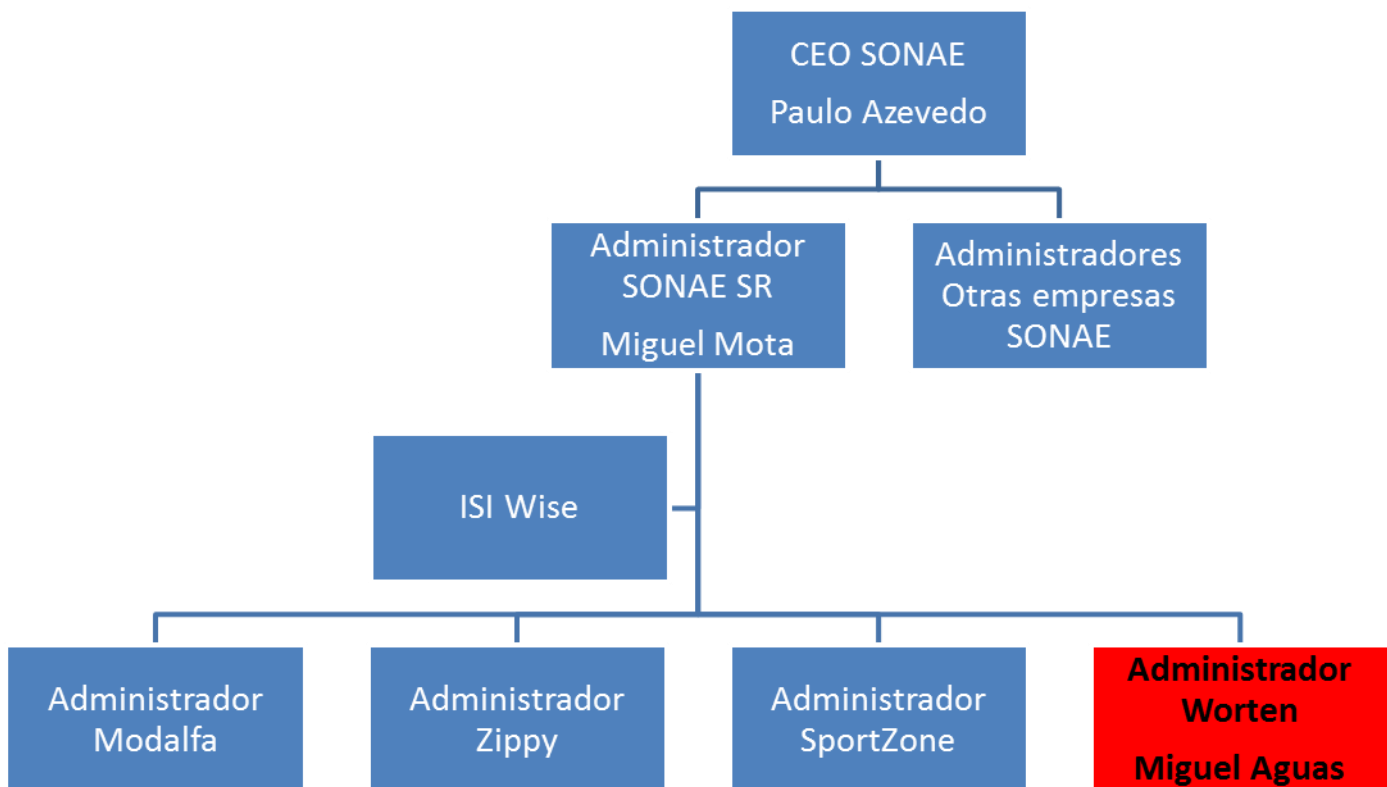 CEO SONAE
Paulo Azevedo
Administrador
SONAE SR
Miguel Mota
Administradores
Otras empresas
SONAE
ISI Wise
Administrador
Modalfa
Administrador
Zippy
Administrador
SportZone
Administrador
Worten
Miguel Aguas